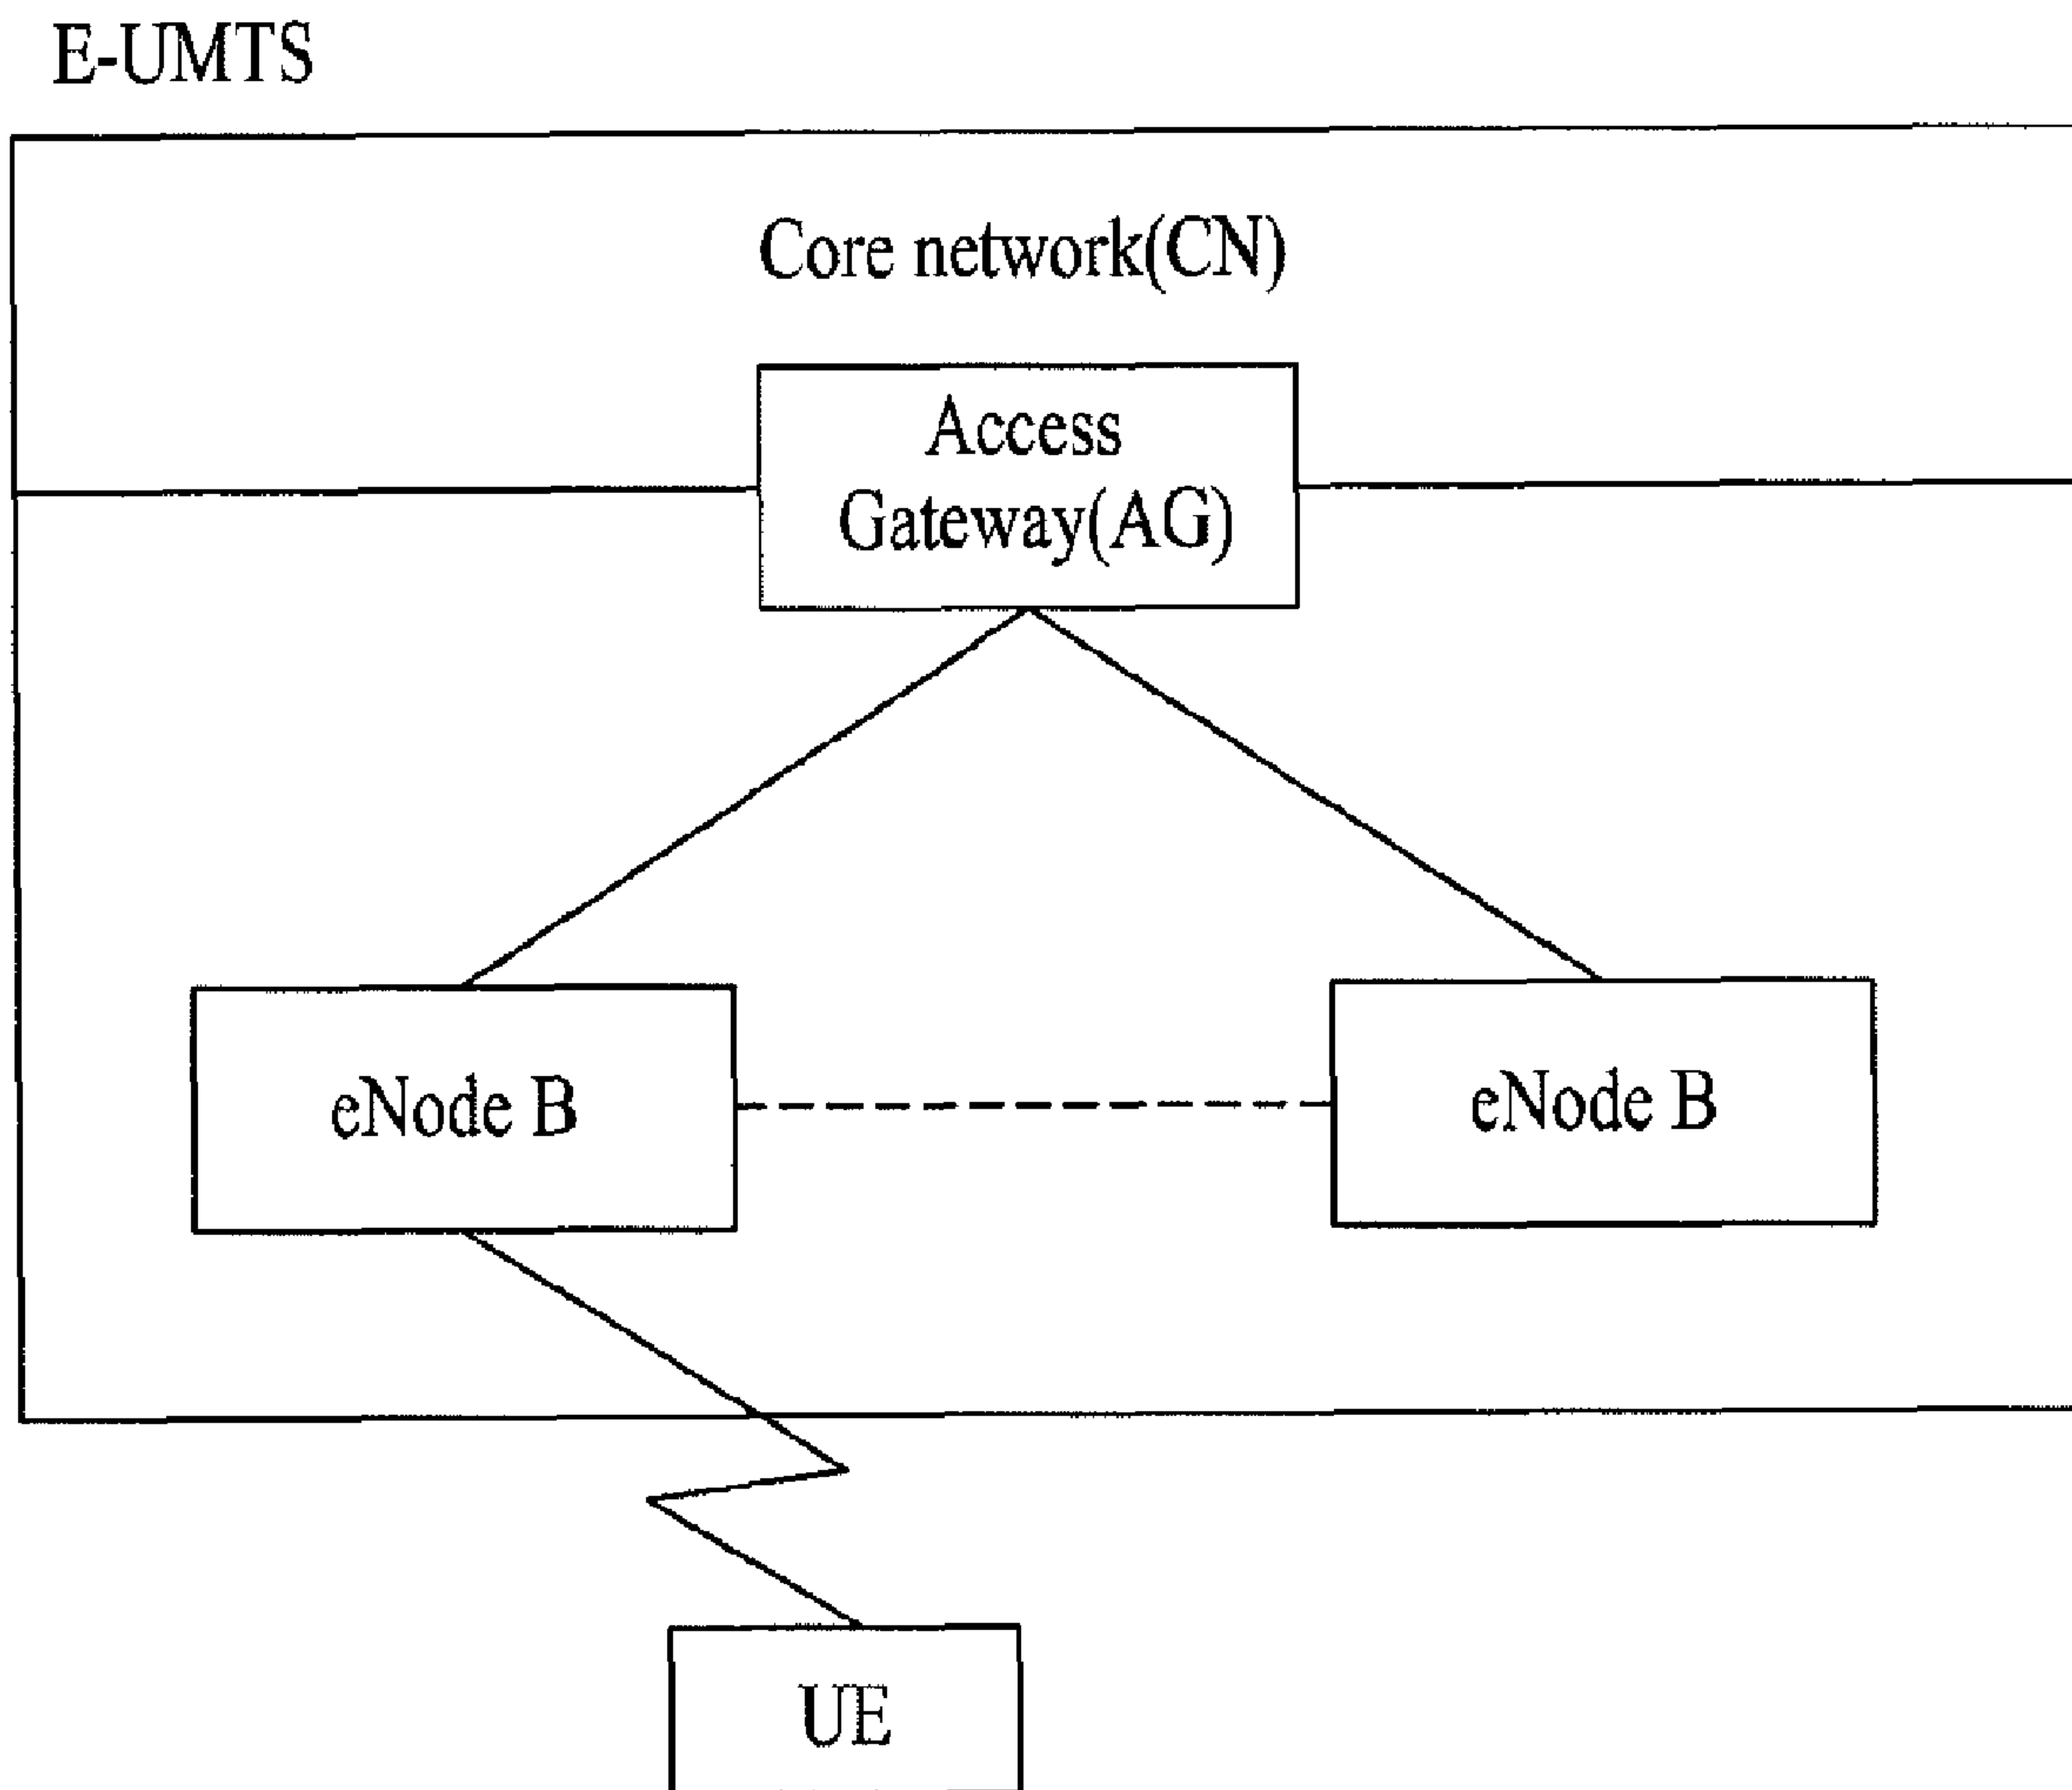 E-UMTS
Core network(CN)
Access
Gateway(AG)
eNode B
eNode B
UE